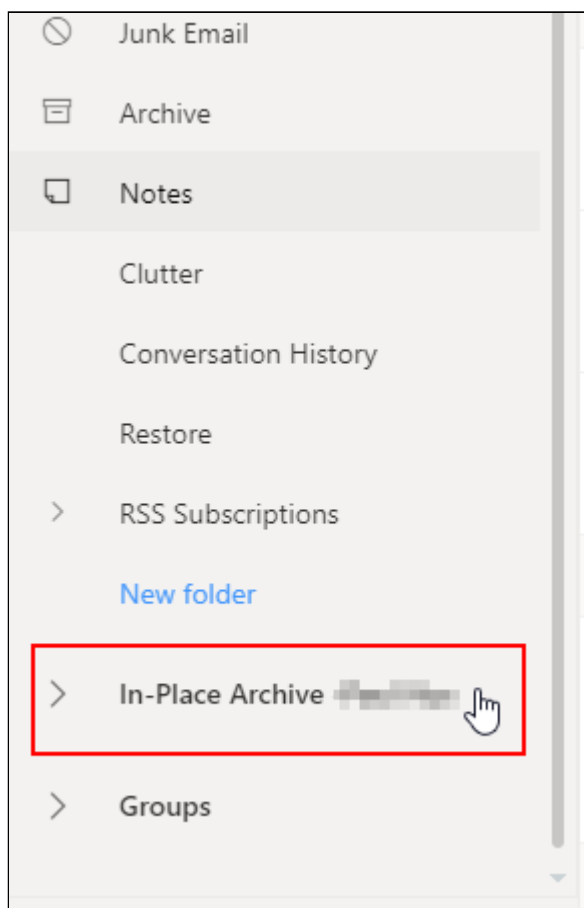 Junk Email
Archive
Notes
Clutter
Conversation History
Restore
RSS Subscriptions
New folder
In-Place Archive
Groups